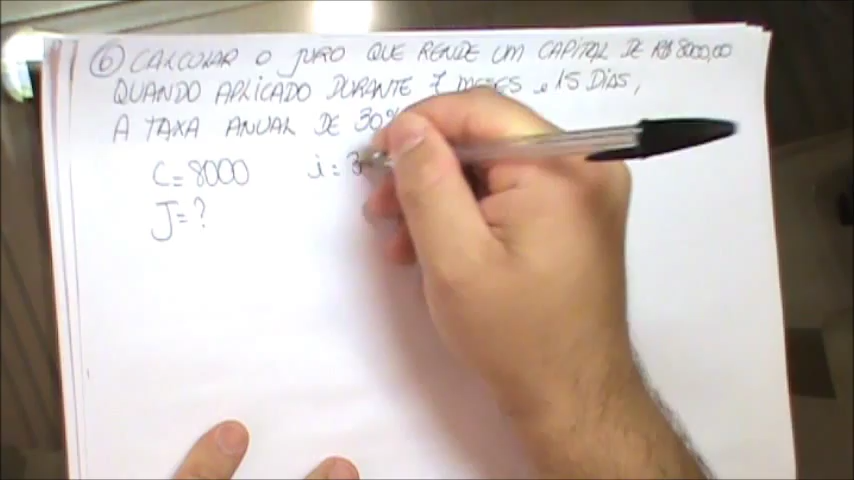 6 CALCULAR O JURO QUE RENDE UM CAPITAL DE R$ 8000,00
QUANDO APLICADO DURANTE 7 MESES e 15 DIAS,
A TAXA ANUAL DE 30%
C = 8000 i = 3
J = ?